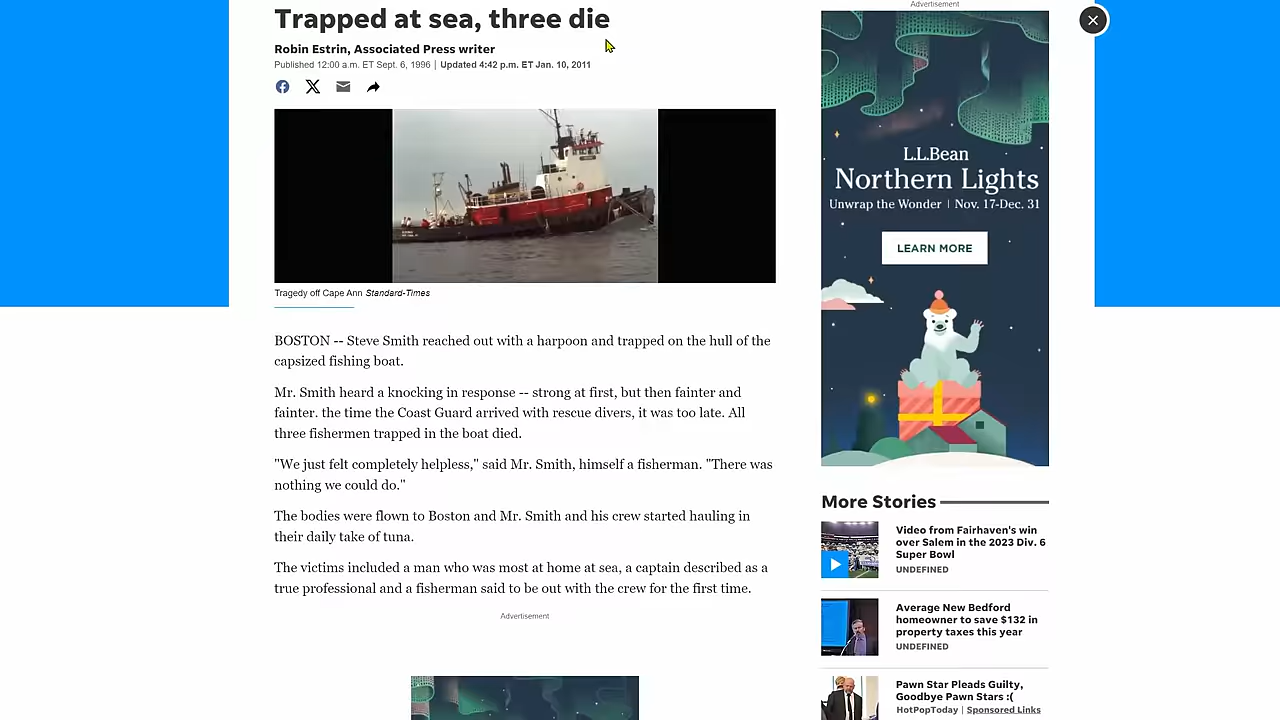 Trapped at sea, three die
Robin Estrin, Associated Press writer
Published 12:00 a.m. ET Sept. 6, 1996 | Updated 4:42 p.m. ET Jan. 10, 2011
Tragedy off Cape Ann Standard-Times
BOSTON -- Steve Smith reached out with a harpoon and trapped on the hull of the
capsized fishing boat.
Mr. Smith heard a knocking in response -- strong at first, but then fainter and
fainter. the time the Coast Guard arrived with rescue divers, it was too late. All
three fishermen trapped in the boat died.
"We just felt completely helpless," said Mr. Smith, himself a fisherman. "There was
nothing we could do."
The bodies were flown to Boston and Mr. Smith and his crew started hauling in
their daily take of tuna.
The victims included a man who was most at home at sea, a captain described as a
true professional and a fisherman said to be out with the crew for the first time.
Advertisement
Advertisement
L.L.Bean
Northern Lights
Unwrap the Wonder | Nov. 17-Dec. 31
LEARN MORE
More Stories
Video from Fairhaven's win
over Salem in the 2023 Div. 6
Super Bowl
UNDEFINED
Average New Bedford
homeowner to save $132 in
property taxes this year
UNDEFINED
Pawn Star Pleads Guilty,
Goodbye Pawn Stars :(
HotPopToday | Sponsored Links